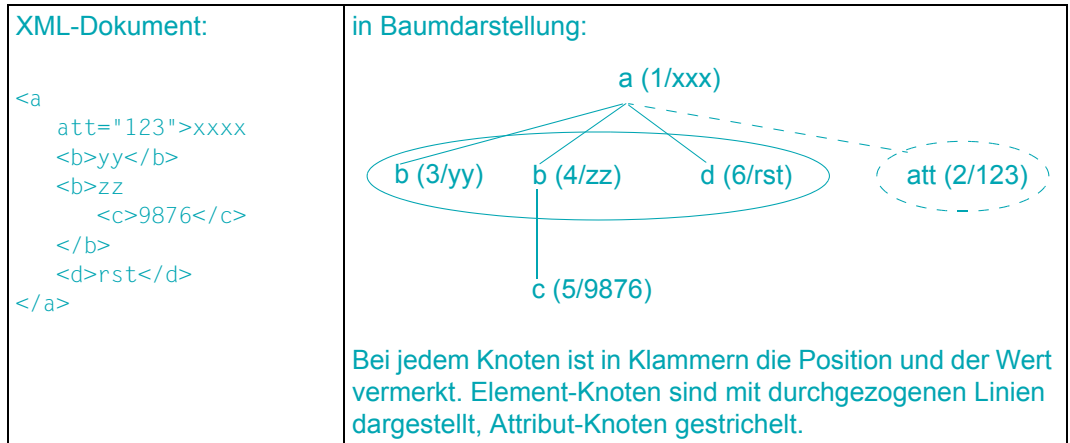 XML-Dokument:
<a
att="123">xxxx
<b>yy</b>
<b>zz
<c>9876</c>
</b>
<d>rst</d>
</a>
in Baumdarstellung:
a (1/xxx)
b (3/yy) b (4/zz) d (6/rst) att (2/123)
c (5/9876)
Bei jedem Knoten ist in Klammern die Position und der Wert
vermerkt. Element-Knoten sind mit durchgezogenen Linien
dargestellt, Attribut-Knoten gestrichelt.